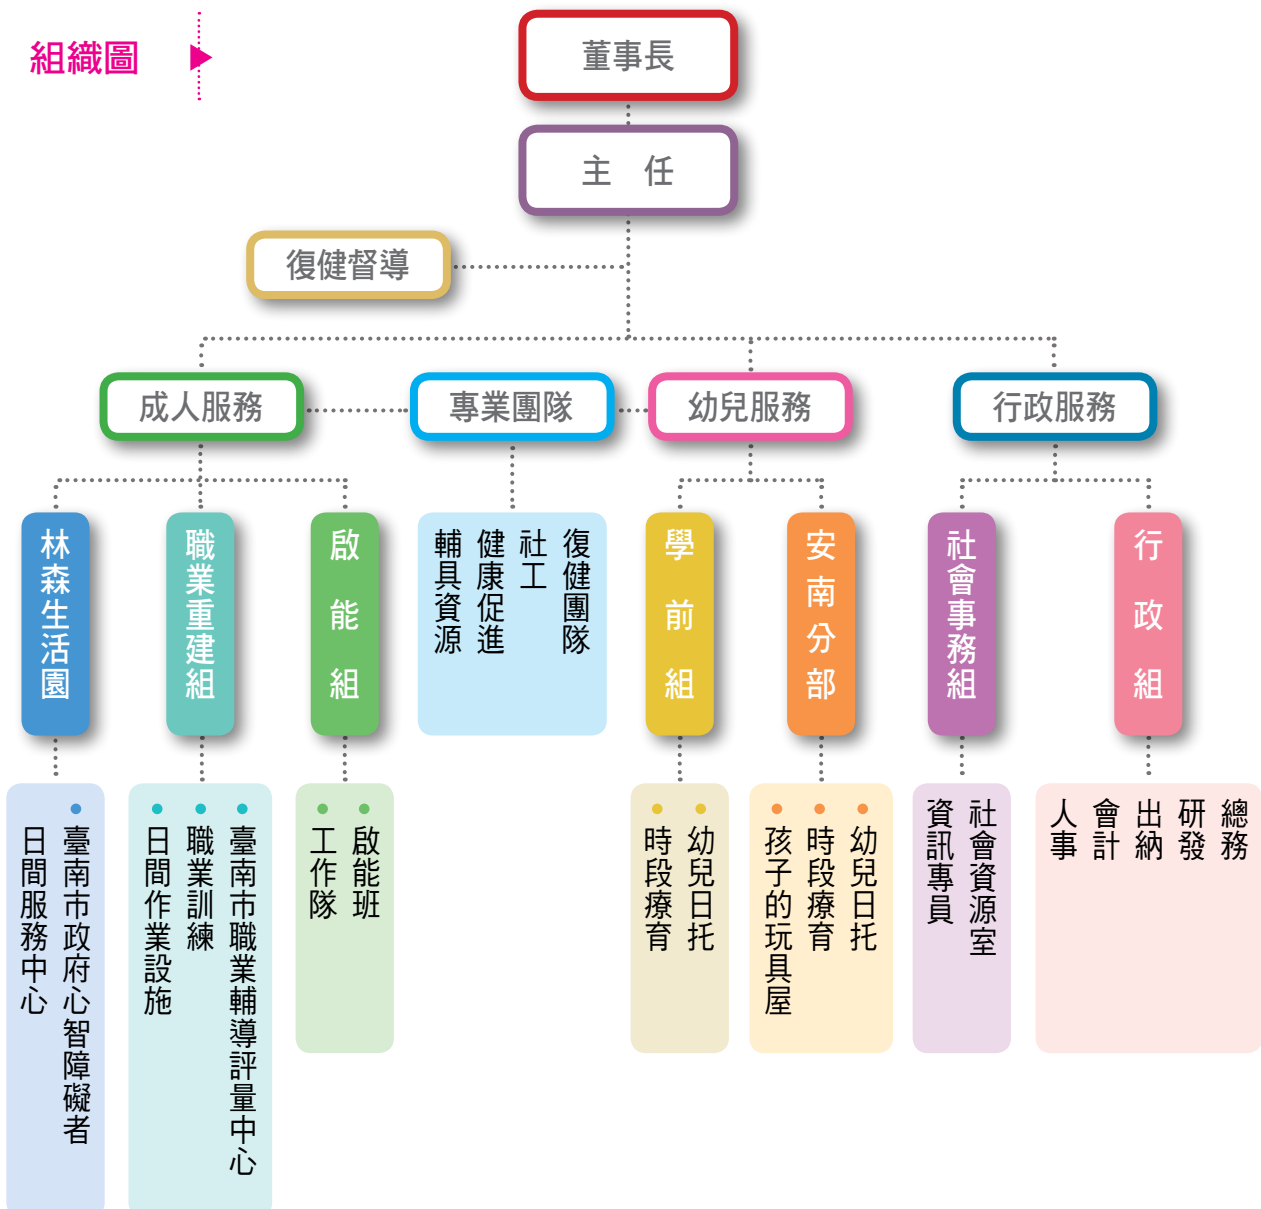 組織圖
董事長
主 任
復健督導
成人服務
專業團隊
幼兒服務
行政服務
林森生活園
職業重建組
啟能組
復健團隊
社工
健康促進
輔具資源
學前組
安南分部
社會事務組
行政組
臺南市政府心智障礙者
日間服務中心
臺南市職業輔導評量中心
職業訓練
日間作業設施
啟能班
工作隊
幼兒日托
時段療育
幼兒日托
時段療育
孩子的玩具屋
社會資源室
資訊專員
總務
研發
出納
會計
人事